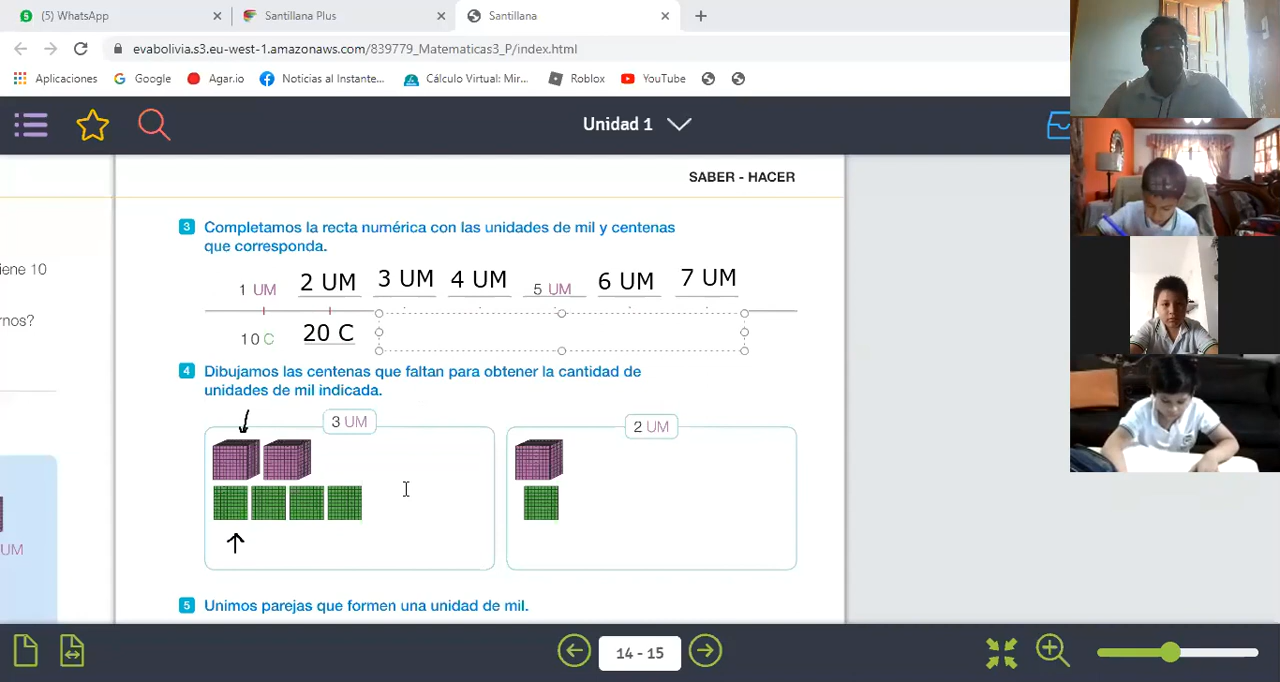 (5) WhatsApp
Santillana Plus
Santillana
evabolivia.s3.eu-west-1.amazonaws.com/839779_Matematicas3_P/index.html
Aplicaciones Google Agar.io Noticias al Instante... Cálculo Virtual: Mir... Roblox YouTube
Unidad 1
SABER - HACER
3 Completamos la recta numérica con las unidades de mil y centenas
que corresponda.
iene 10
1 UM 2 UM 3 UM 4 UM 5 UM 6 UM 7 UM
rnos?
10 C 20 C
4 Dibujamos las centenas que faltan para obtener la cantidad de
unidades de mil indicada.
3 UM 2 UM
UM
5 Unimos parejas que formen una unidad de mil.
14 - 15